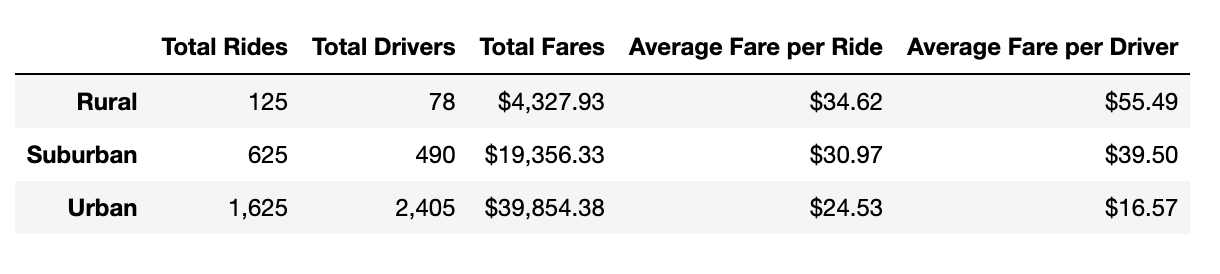 Total Rides Total Drivers Total Fares Average Fare per Ride Average Fare per Driver
Rural 125 78 $4,327.93 $34.62 $55.49
Suburban 625 490 $19,356.33 $30.97 $39.50
Urban 1,625 2,405 $39,854.38 $24.53 $16.57